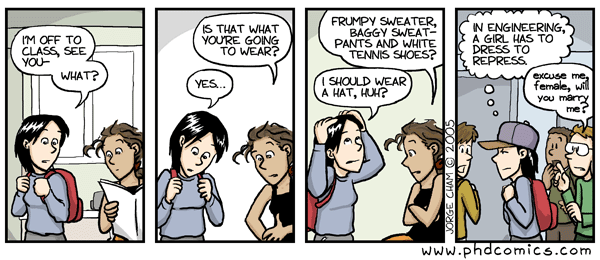 I'M OFF TO
CLASS, SEE
YOU-
WHAT?
IS THAT WHAT
YOU'RE GOING
TO WEAR?
YES...
FRUMPY SWEATER,
BAGGY SWEAT-
PANTS AND WHITE
TENNIS SHOES?
I SHOULD WEAR
A HAT, HUH?
JORGE CHAM © 2005
IN ENGINEERING,
A GIRL HAS TO
DRESS TO
REPRESS.
excuse me,
female, will
you marry
me?
www.phdcomics.com